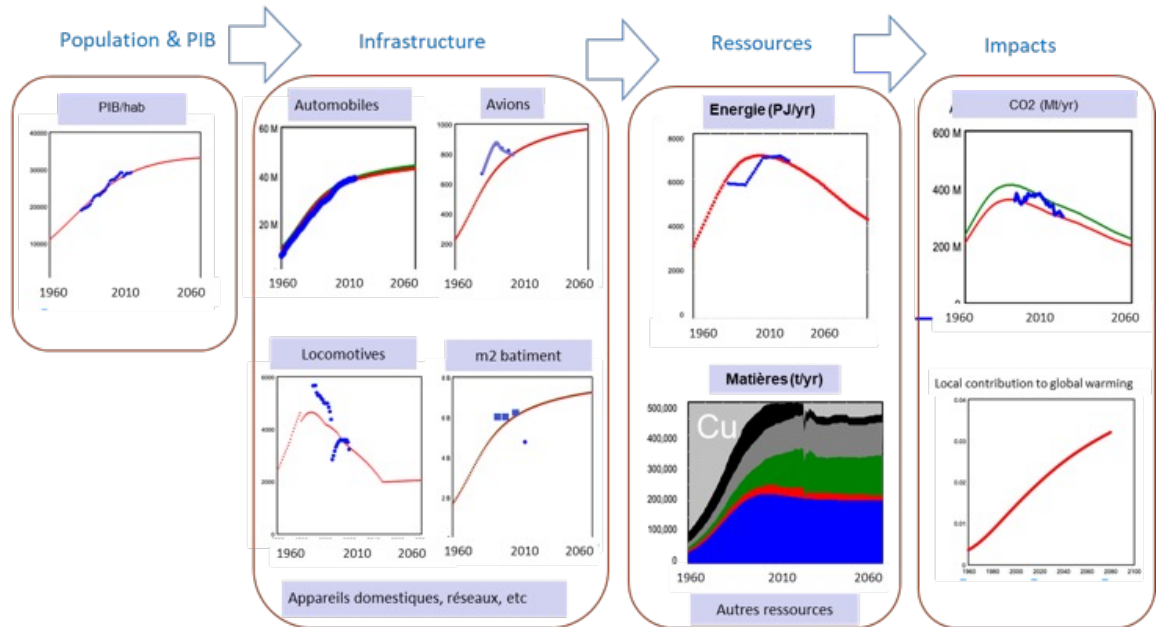 Population & PIB
Infrastructure
Ressources
Impacts
PIB/hab
40000
30000
20000
10000
1960 2010 2060
Automobiles
60 M
40 M
20 M
1960 2010 2060
Avions
1000
800
600
400
200
1960 2010 2060
Locomotives
6000
4000
2000
0
1960 2010 2060
m2 batiment
6 B
4 B
2 B
1960 2010 2060
Appareils domestiques, réseaux, etc
Energie (PJ/yr)
8000
6000
4000
2000
0
1960 2010 2060
Matières (t/yr)
Cu
500,000
400,000
300,000
200,000
100,000
0
1960 2010 2060
Autres ressources
CO2 (Mt/yr)
600 M
400 M
200 M
1960 2010 2060
Local contribution to global warming
0.04
0.03
0.02
0.01
0
1960 1980 2000 2020 2040 2060 2080 2100